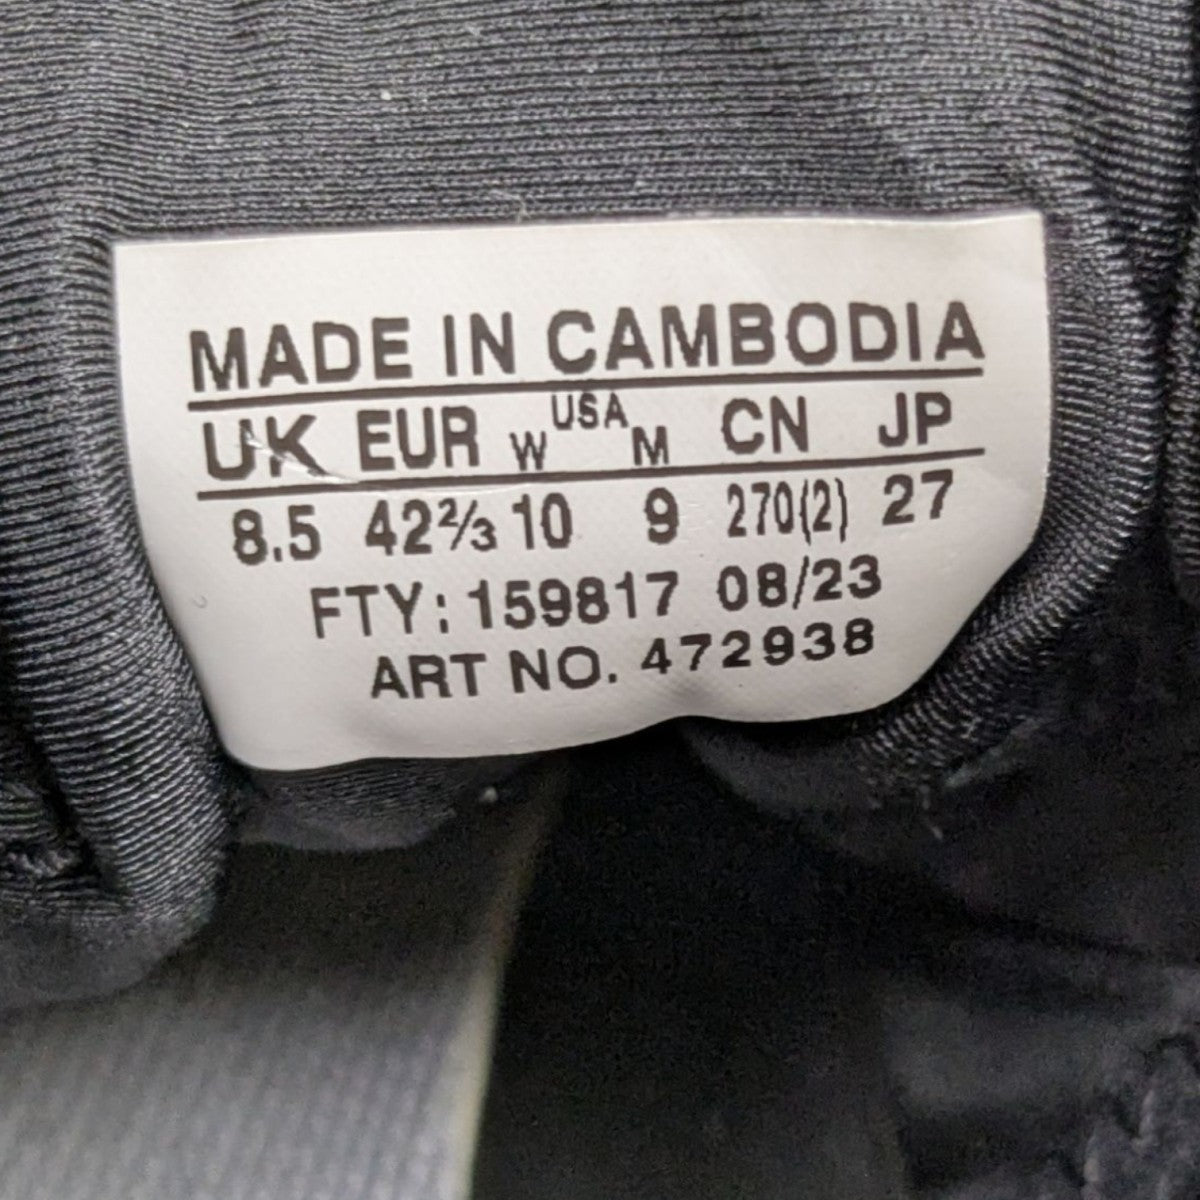 MADE IN CAMBODIA
UK EUR W USA M CN JP
8.5 42⅔ 10 9 270(2) 27
FTY: 159817 08/23
ART NO. 472938